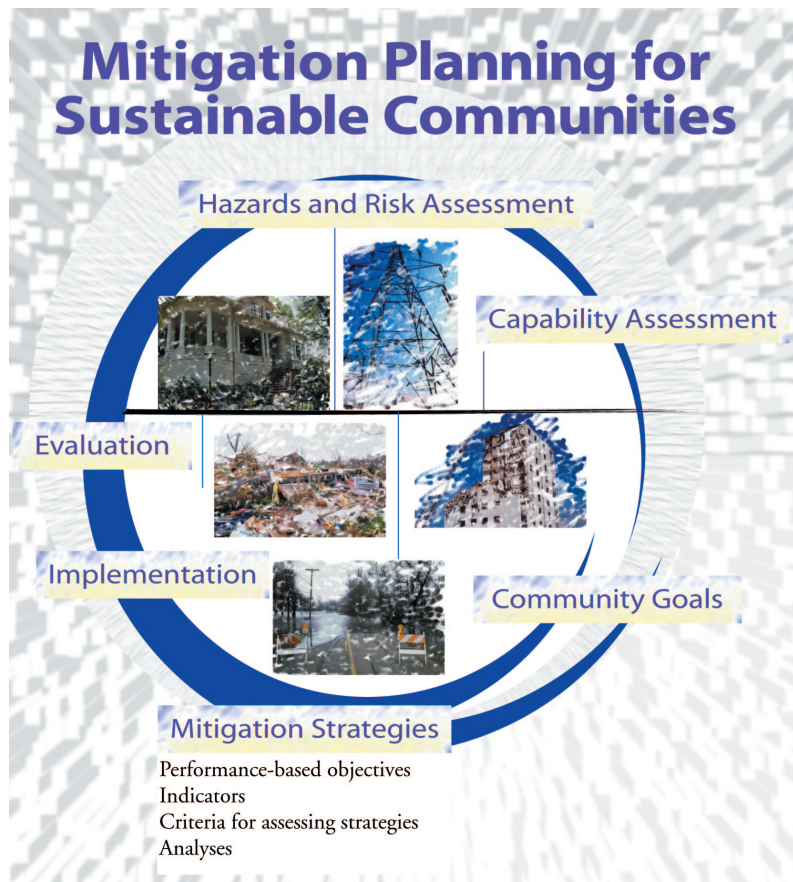 Mitigation Planning for
Sustainable Communities
Hazards and Risk Assessment
Capability Assessment
Evaluation
Implementation
Community Goals
Mitigation Strategies
Performance-based objectives
Indicators
Criteria for assessing strategies
Analyses